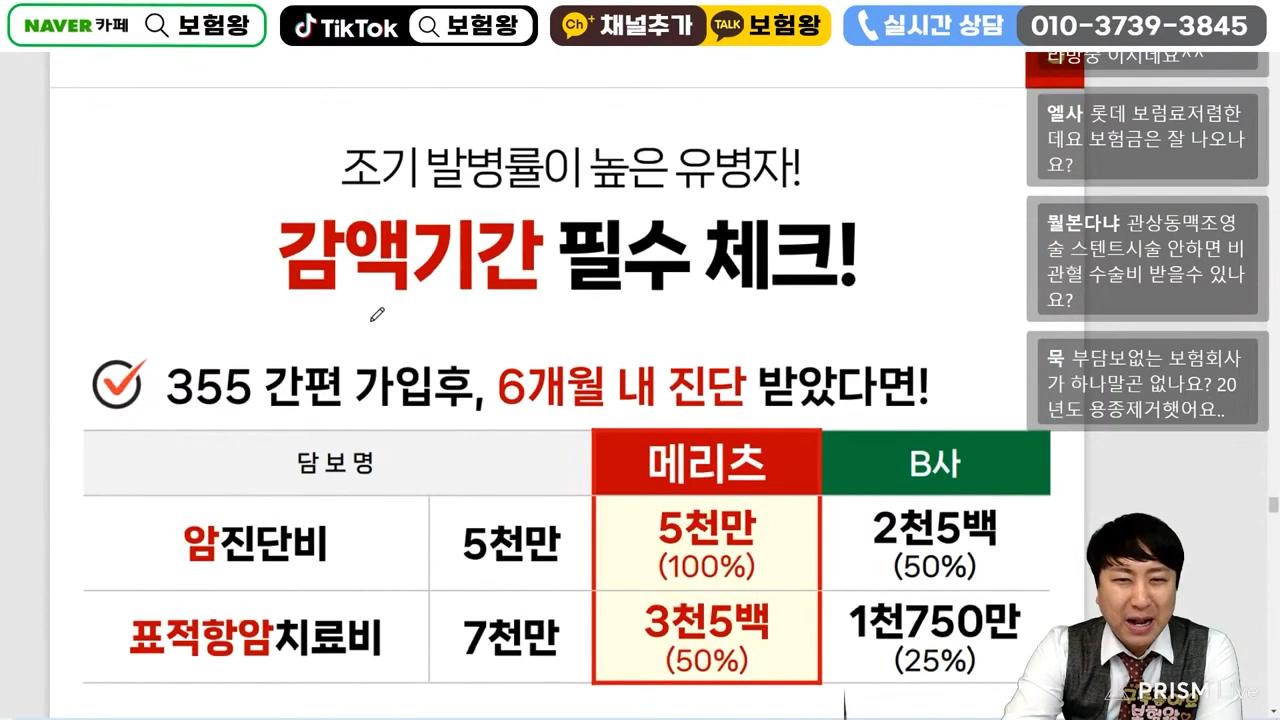 NAVER 카페 보험왕
TikTok 보험왕
Ch+ 채널추가 TALK 보험왕
실시간 상담 010-3739-3845
조기 발병률이 높은 유병자!
감액기간 필수 체크!
355 간편 가입후, 6개월 내 진단 받았다면!
담보명 메리츠 B사
암진단비 5천만 5천만 2천5백
(100%) (50%)
표적항암치료비 7천만 3천5백 1천750만
(50%) (25%)
엘사 롯데 보험료저렴한
데요 보험금은 잘 나오나
요?
뭘본다냐 관상동맥조영
술 스텐트시술 안하면 비
관혈 수술비 받을수 있나
요?
묵 부담보없는 보험회사
가 하나말곤 없나요? 20
년도 용종제거햇어요..
PRISM Live
보험왕